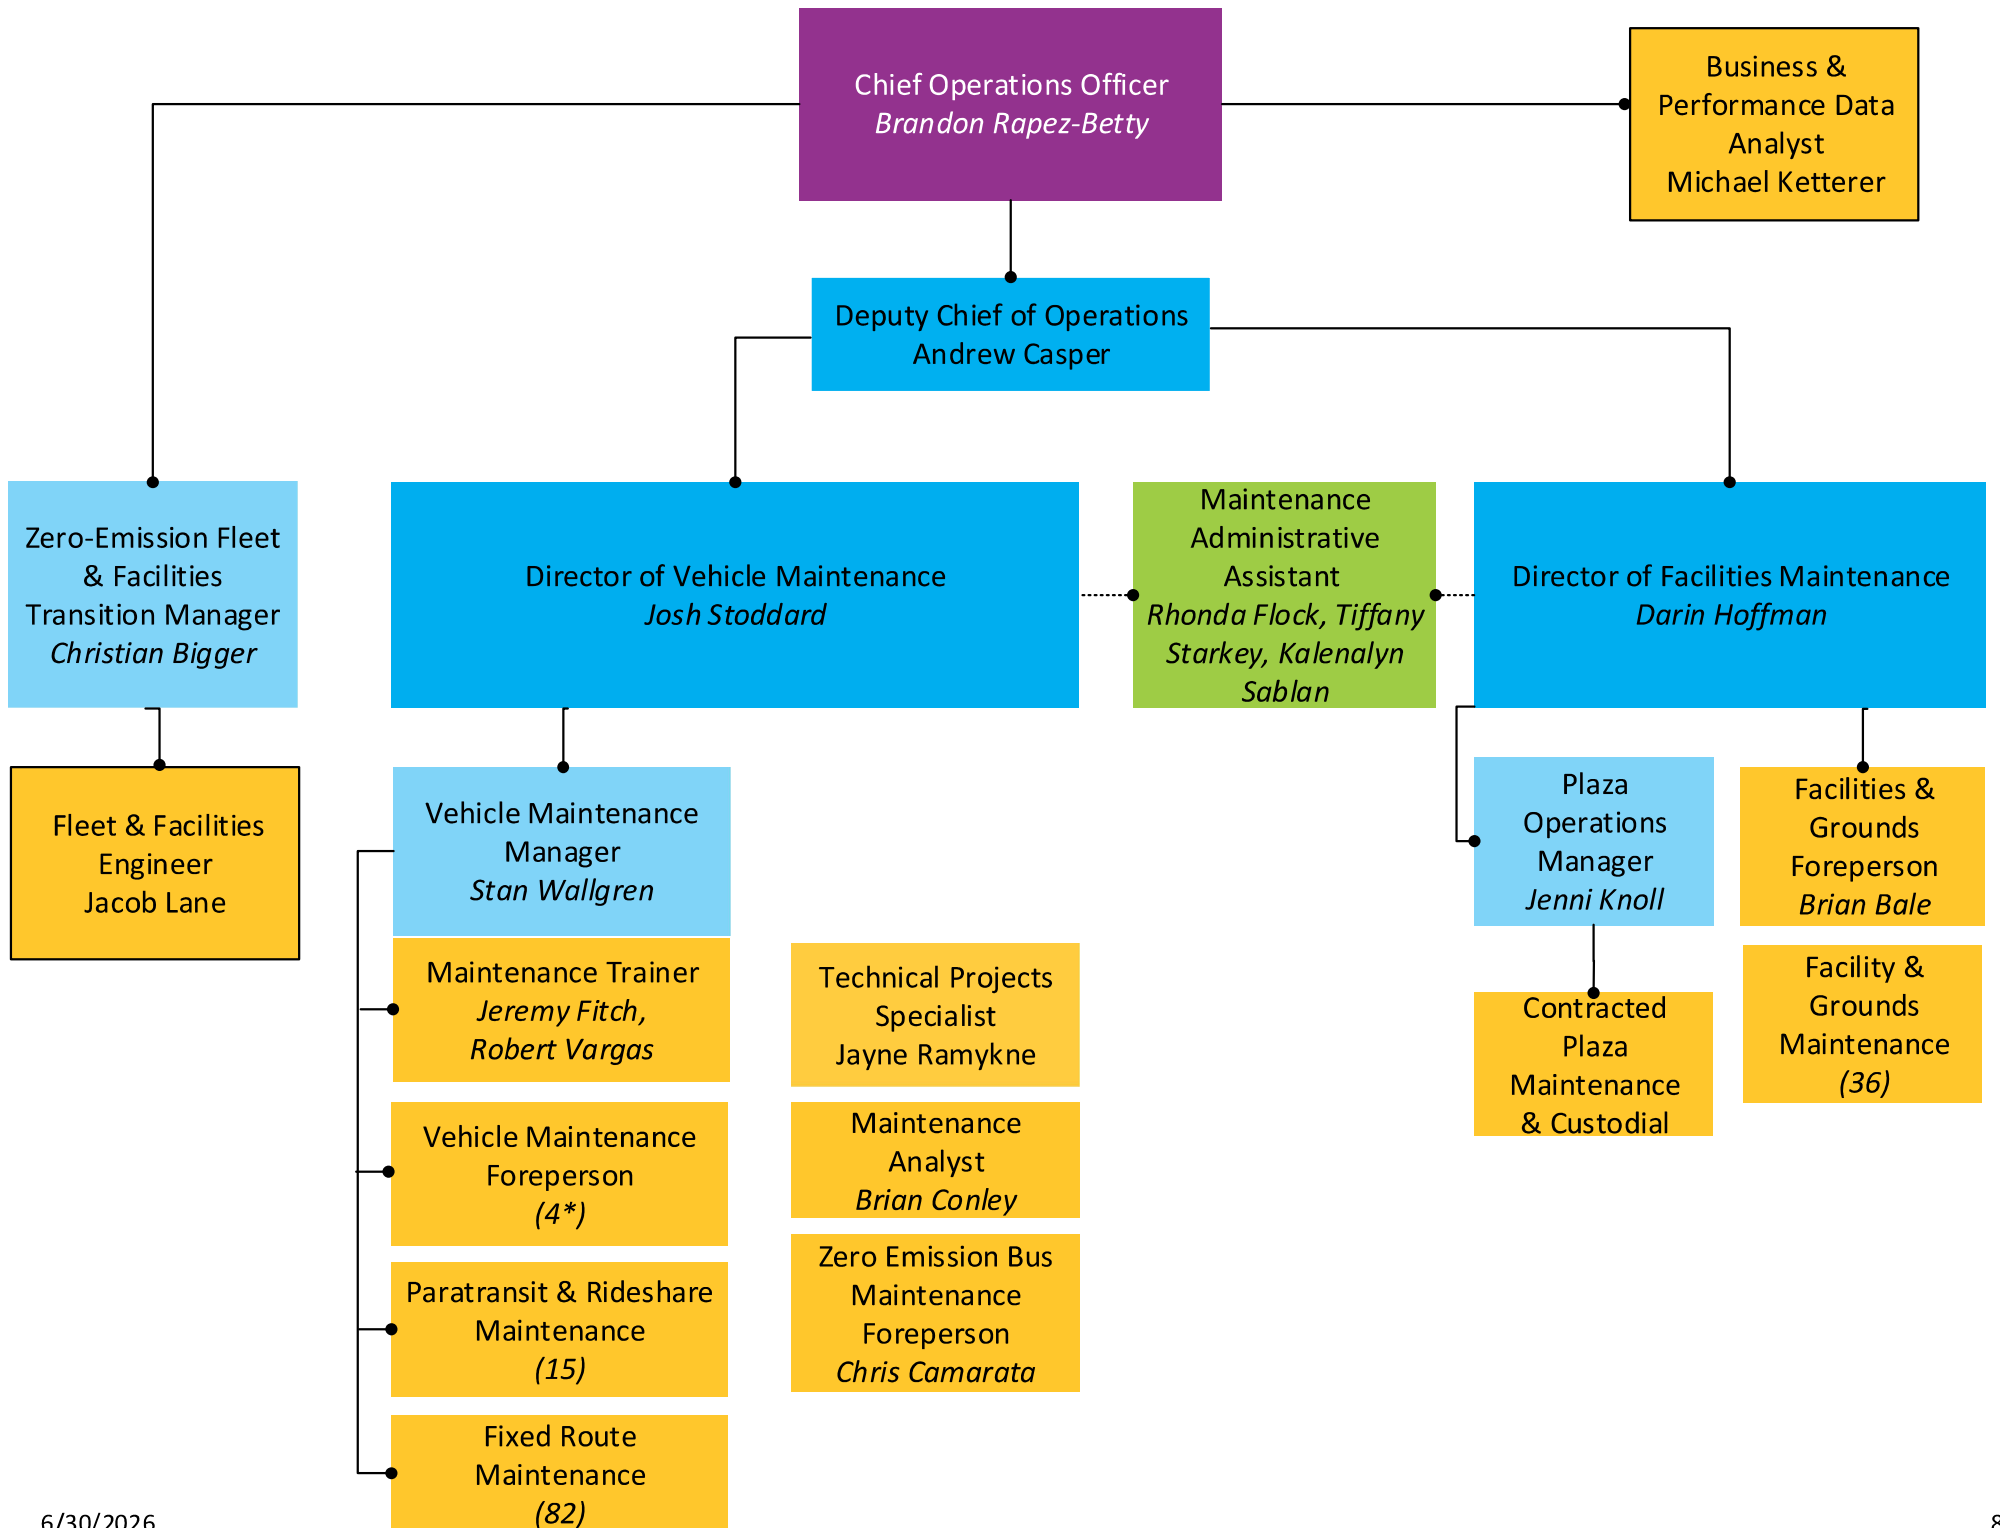 Chief Operations Officer
Brandon Rapez-Betty
Business &
Performance Data
Analyst
Michael Ketterer
Deputy Chief of Operations
Andrew Casper
Zero-Emission Fleet
& Facilities
Transition Manager
Christian Bigger
Director of Vehicle Maintenance
Josh Stoddard
Maintenance
Administrative
Assistant
Rhonda Flock, Tiffany
Starkey, Kalenalyn
Sablan
Director of Facilities Maintenance
Darin Hoffman
Fleet & Facilities
Engineer
Jacob Lane
Vehicle Maintenance
Manager
Stan Wallgren
Plaza
Operations
Manager
Jenni Knoll
Facilities &
Grounds
Foreperson
Brian Bale
Maintenance Trainer
Jeremy Fitch,
Robert Vargas
Technical Projects
Specialist
Jayne Ramykne
Contracted
Plaza
Maintenance
& Custodial
Facility &
Grounds
Maintenance
(36)
Vehicle Maintenance
Foreperson
(4*)
Maintenance
Analyst
Brian Conley
Paratransit & Rideshare
Maintenance
(15)
Zero Emission Bus
Maintenance
Foreperson
Chris Camarata
Fixed Route
Maintenance
(82)
6/30/2026
8